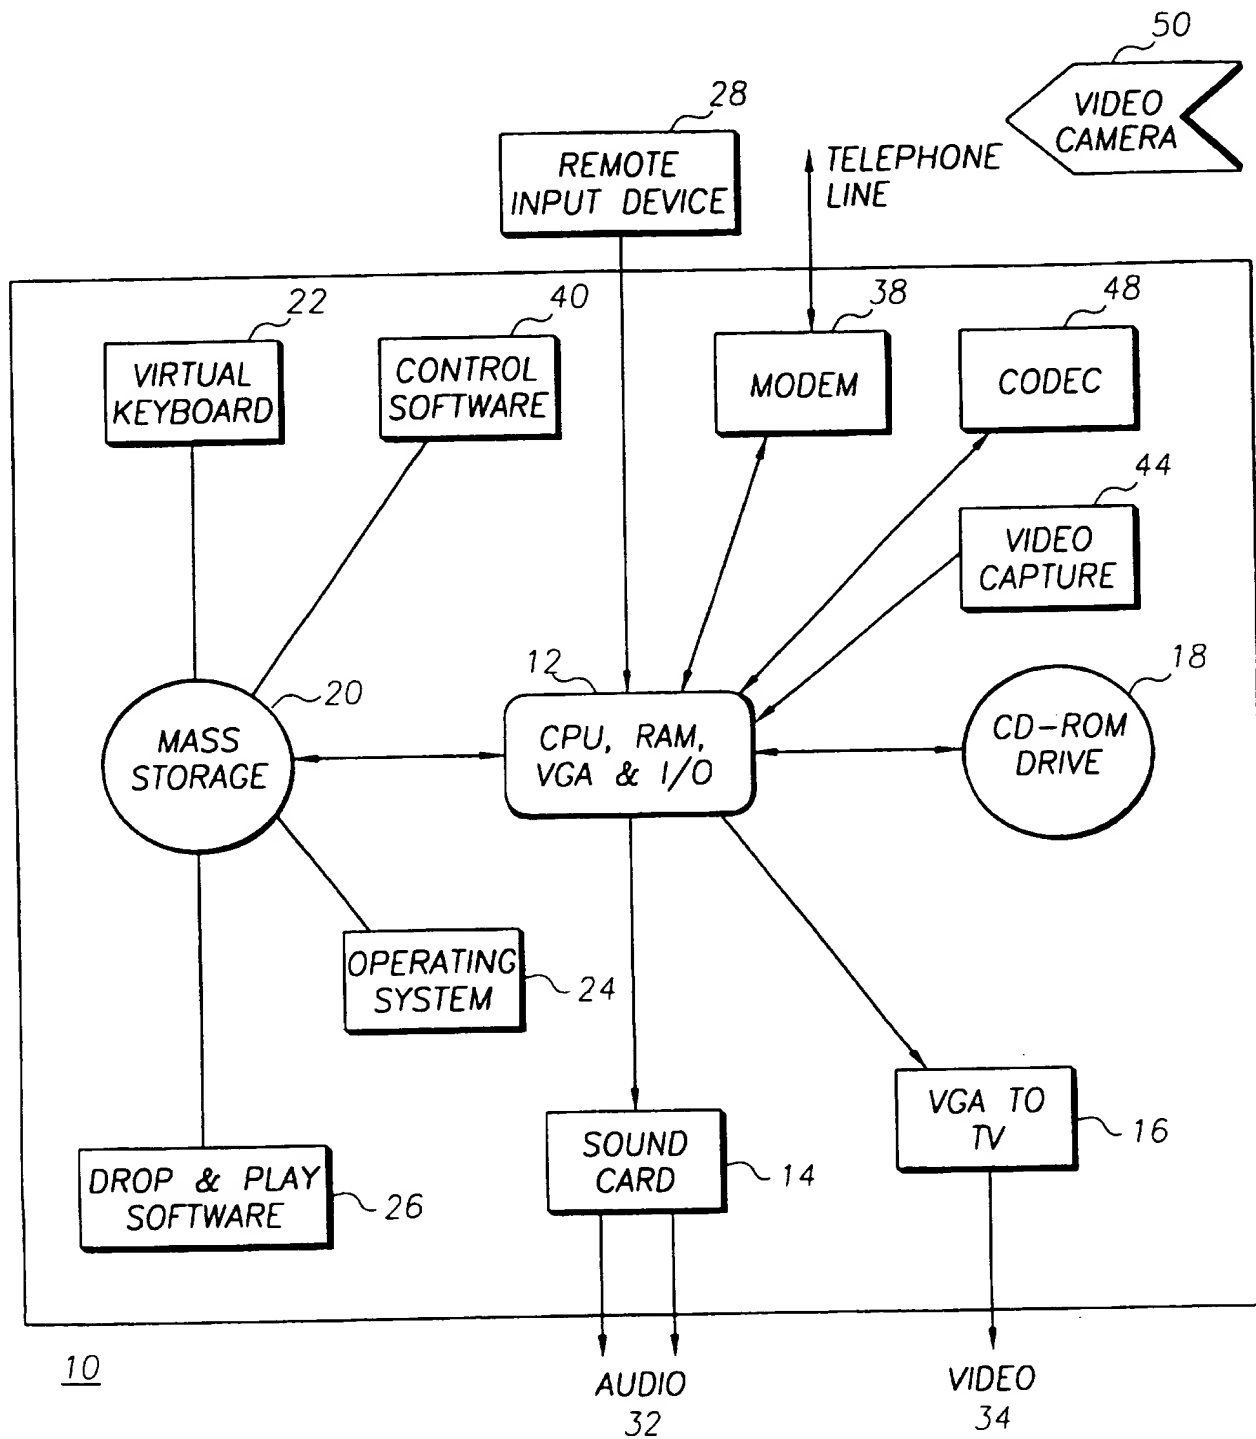 50
VIDEO
CAMERA
28
REMOTE
INPUT DEVICE
TELEPHONE
LINE
22
VIRTUAL
KEYBOARD
40
CONTROL
SOFTWARE
38
MODEM
48
CODEC
44
VIDEO
CAPTURE
20
MASS
STORAGE
12
CPU, RAM,
VGA & I/O
18
CD-ROM
DRIVE
OPERATING
SYSTEM
24
DROP & PLAY
SOFTWARE
26
SOUND
CARD
14
VGA TO
TV
16
10
AUDIO
32
VIDEO
34